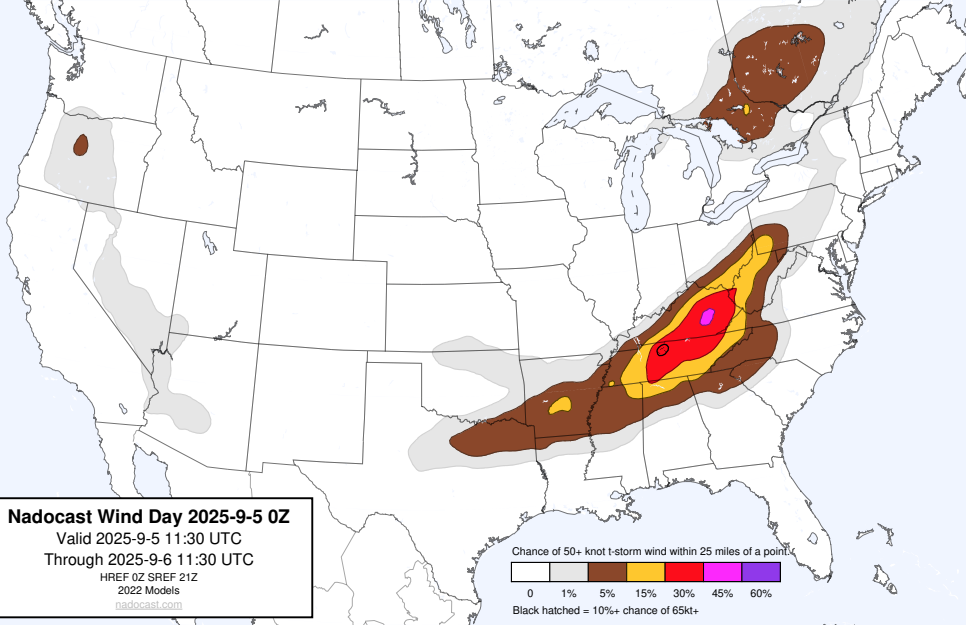 Nadocast Wind Day 2025-9-5 0Z
Valid 2025-9-5 11:30 UTC
Through 2025-9-6 11:30 UTC
HREF 0Z SREF 21Z
2022 Models
nadocast.com
Chance of 50+ knot t-storm wind within 25 miles of a point.
0 1% 5% 15% 30% 45% 60%
Black hatched = 10%+ chance of 65kt+